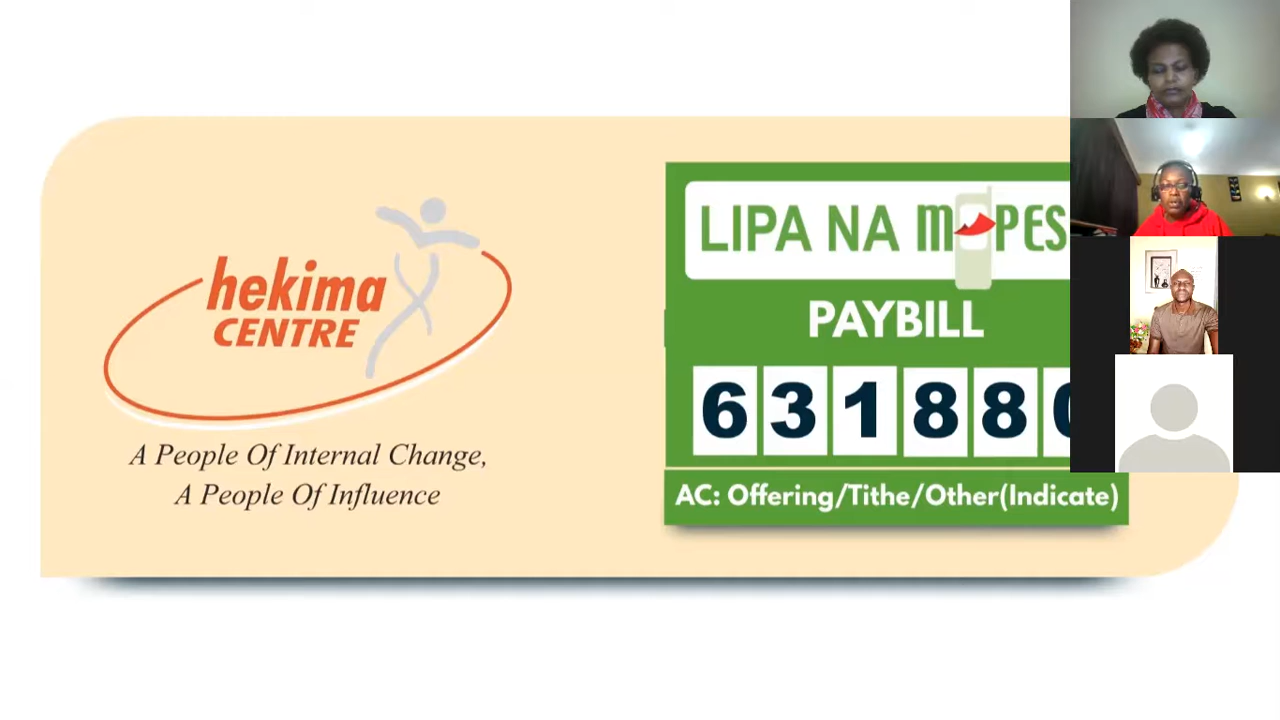 hekima
CENTRE
A People Of Internal Change,
A People Of Influence
LIPA NA
PAYBILL
63188
AC: Offering/Tithe/Other(Indicate)